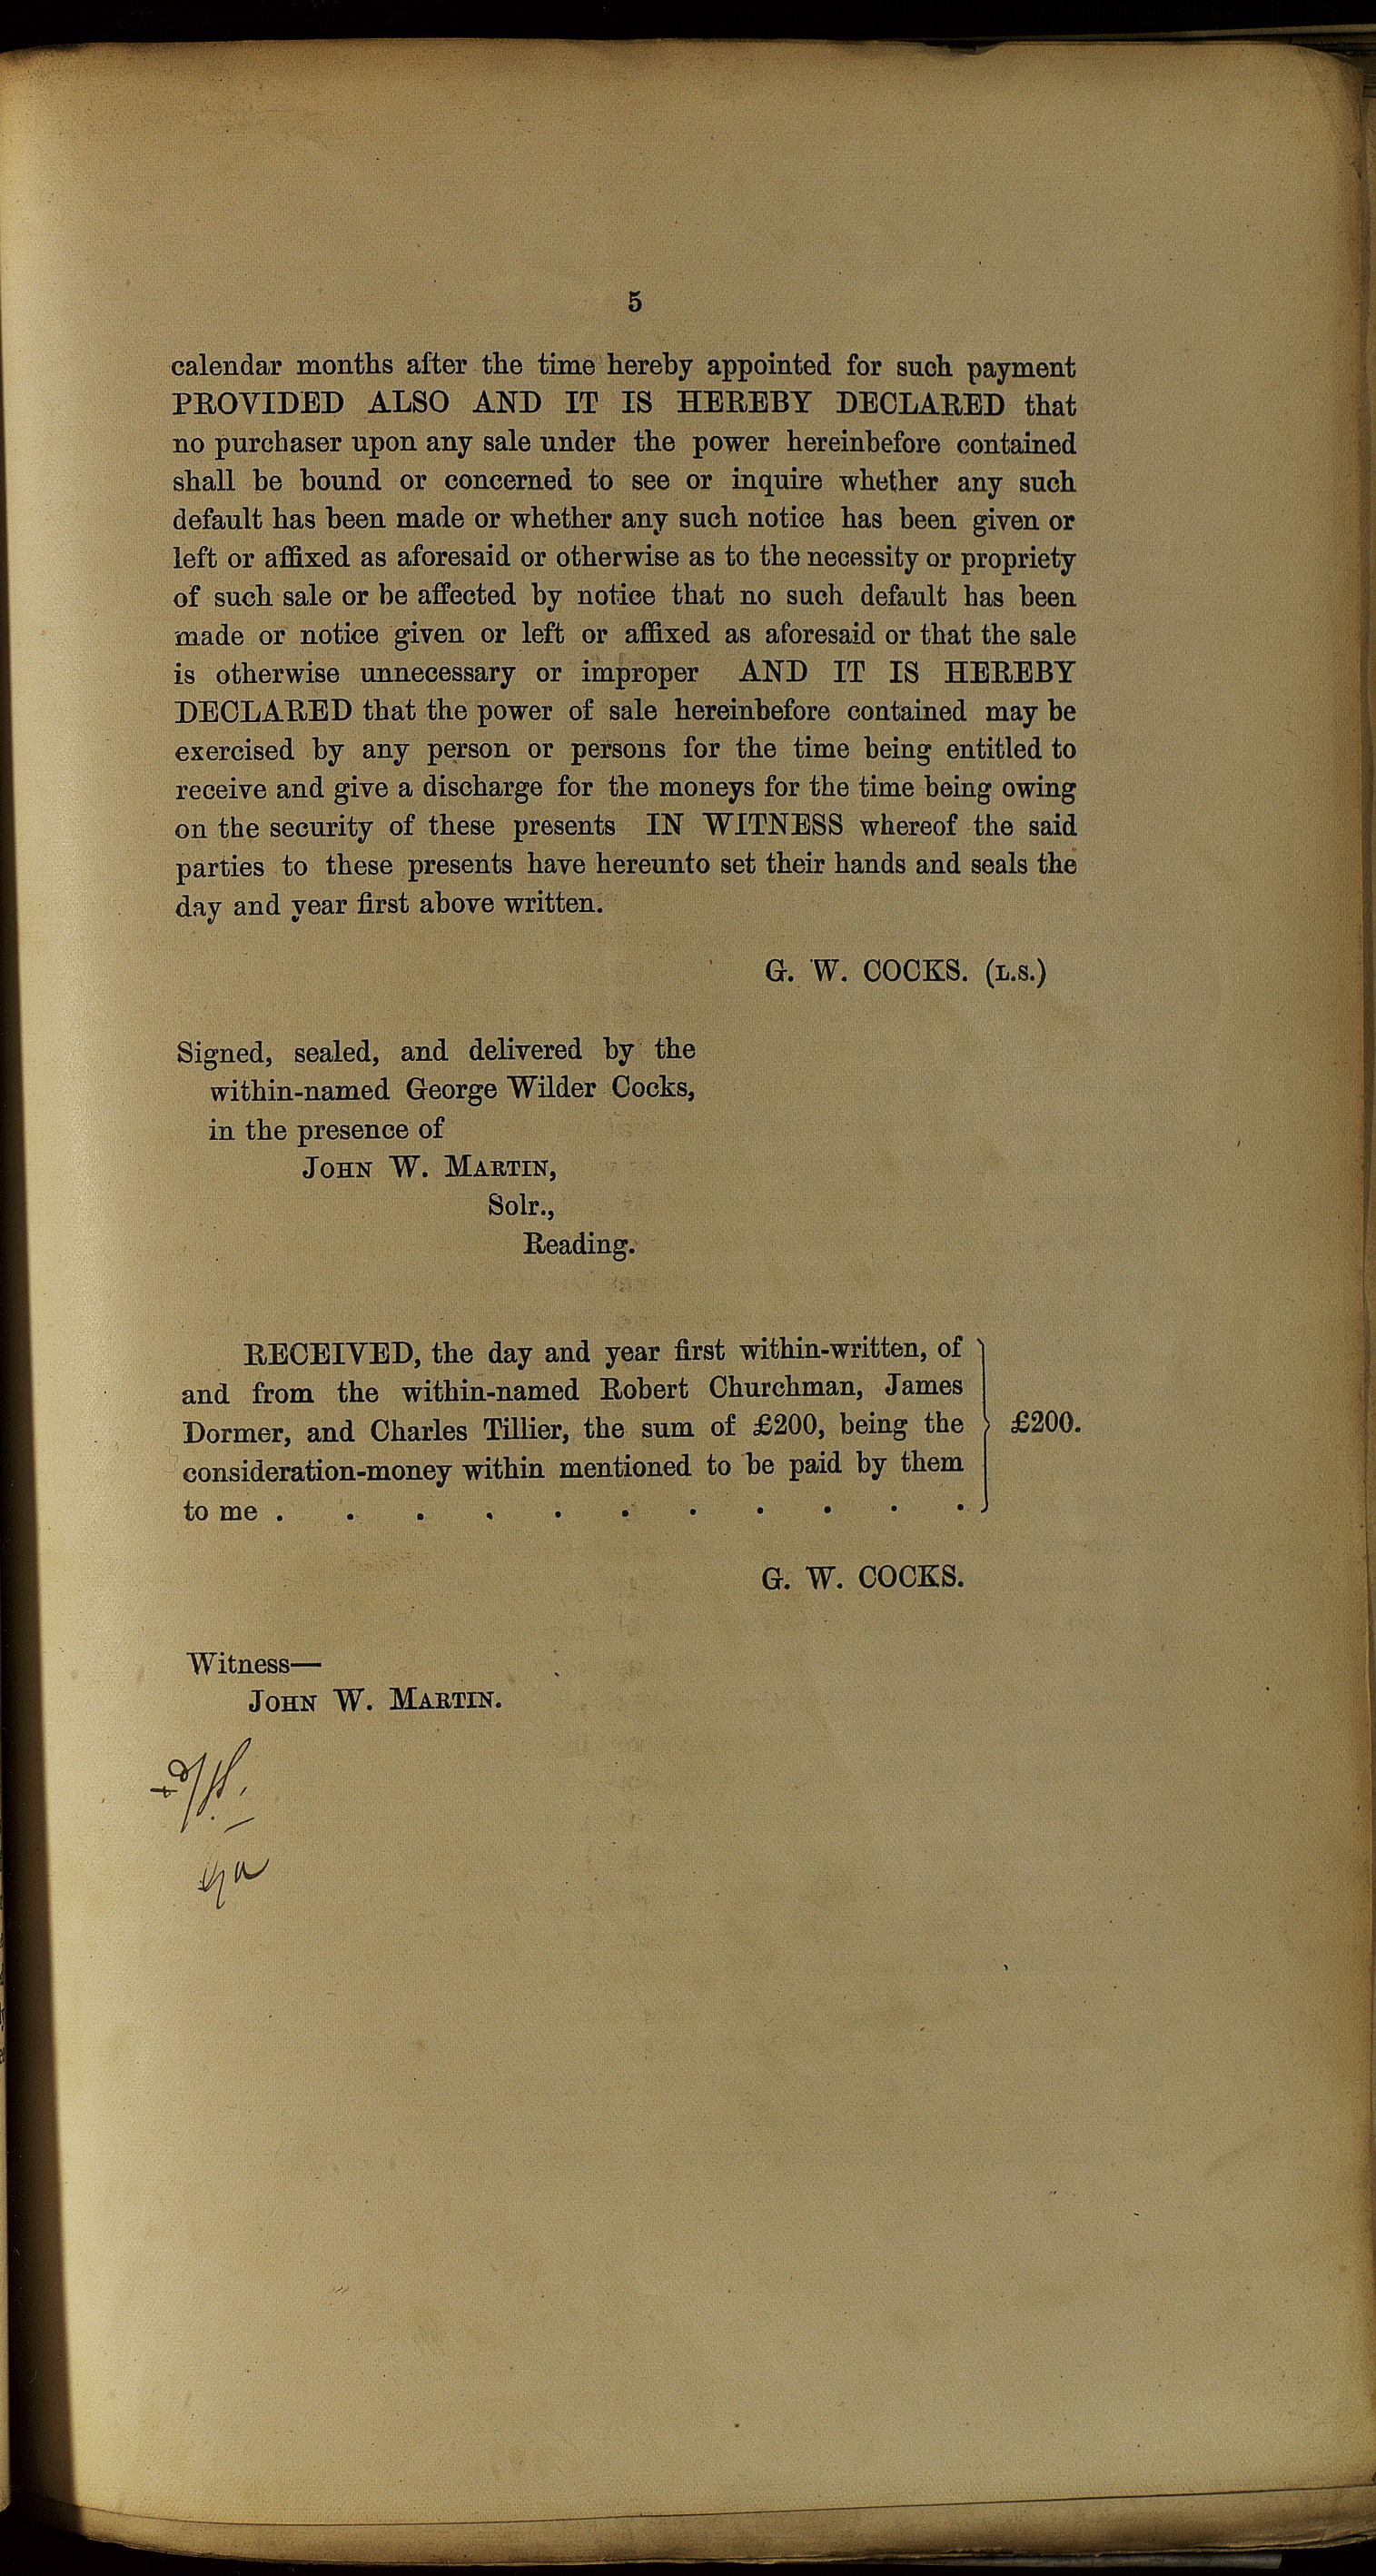 5
calendar months after the time hereby appointed for such payment
PROVIDED ALSO AND IT IS HEREBY DECLARED that
no purchaser upon any sale under the power hereinbefore contained
shall be bound or concerned to see or inquire whether any such
default has been made or whether any such notice has been given or
left or affixed as aforesaid or otherwise as to the necessity or propriety
of such sale or be affected by notice that no such default has been
made or notice given or left or affixed as aforesaid or that the sale
is otherwise unnecessary or improper AND IT IS HEREBY
DECLARED that the power of sale hereinbefore contained may be
exercised by any person or persons for the time being entitled to
receive and give a discharge for the moneys for the time being owing
on the security of these presents IN WITNESS whereof the said
parties to these presents have hereunto set their hands and seals the
day and year first above written.
G. W. COCKS. (L.S.)
Signed, sealed, and delivered by the
within-named George Wilder Cocks,
in the presence of
JOHN W. MARTIN,
Solr.,
Reading.
RECEIVED, the day and year first within-written, of
and from the within-named Robert Churchman, James
Dormer, and Charles Tillier, the sum of £200, being the } £200.
consideration-money within mentioned to be paid by them
to me . . . . . . . . . . .
G. W. COCKS.
Witness—
JOHN W. MARTIN.